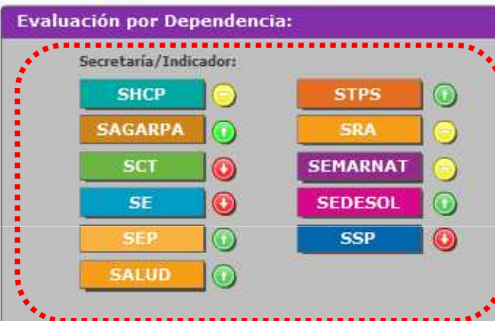 Evaluación por Dependencia:
Secretaría/Indicador:
SHCP
STPS
SAGARPA
SRA
SCT
SEMARNAT
SE
SEDESOL
SEP
SSP
SALUD